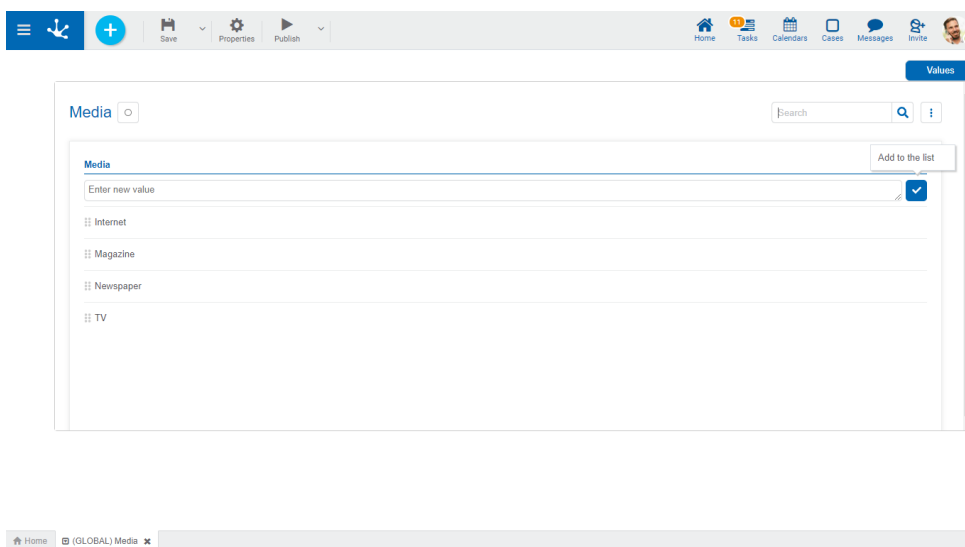 Save
Properties
Publish
Home
11
Tasks
Calendars
Cases
Messages
Invite
Values
Media
Search
Add to the list
Media
Enter new value
Internet
Magazine
Newspaper
TV
Home
(GLOBAL) Media